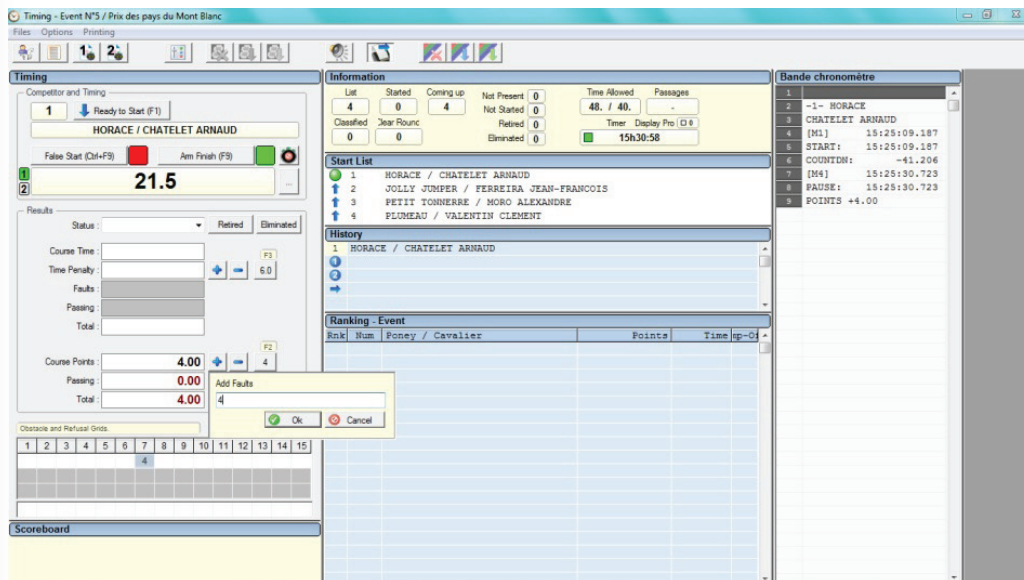 Timing - Event N°5 / Prix des pays du Mont Blanc
Files Options Printing
1 2
Timing
Competitor and Timing
1 Ready to Start (F1)
HORACE / CHATELET ARNAUD
False Start (Ctrl+F9) Arm Finish (F9)
1
2
21.5
...
Results
Status : Retired Eliminated
Course Time :
F3
Time Penalty : 6.0
Faults :
Passing :
Total :
F2
Course Points : 4.00 4
Passing : 0.00
Total : 4.00
Add Faults
4
Ok Cancel
Obstacle and Refusal Grids.
1 2 3 4 5 6 7 8 9 10 11 12 13 14 15
4
Scoreboard
Information
List Started Coming up
4 0 4
Classified Clear Round
0 0
Not Present 0
Not Started 0
Retired 0
Eliminated 0
Time Allowed Passages
48. / 40. -
Timer Display Pro 0
15h30:58
Start List
1 HORACE / CHATELET ARNAUD
2 JOLLY JUMPER / FERREIRA JEAN-FRANCOIS
3 PETIT TONNERRE / MORO ALEXANDRE
4 PLUMEAU / VALENTIN CLEMENT
History
1 HORACE / CHATELET ARNAUD
1
2
Ranking - Event
Rnk Num Poney / Cavalier Points Time
Bande chronomètre
1
2 -1- HORACE
3 CHATELET ARNAUD
4 [M1] 15:25:09.187
5 START: 15:25:09.187
6 COUNTDN: -41.206
7 [M4] 15:25:30.723
8 PAUSE: 15:25:30.723
9 POINTS +4.00